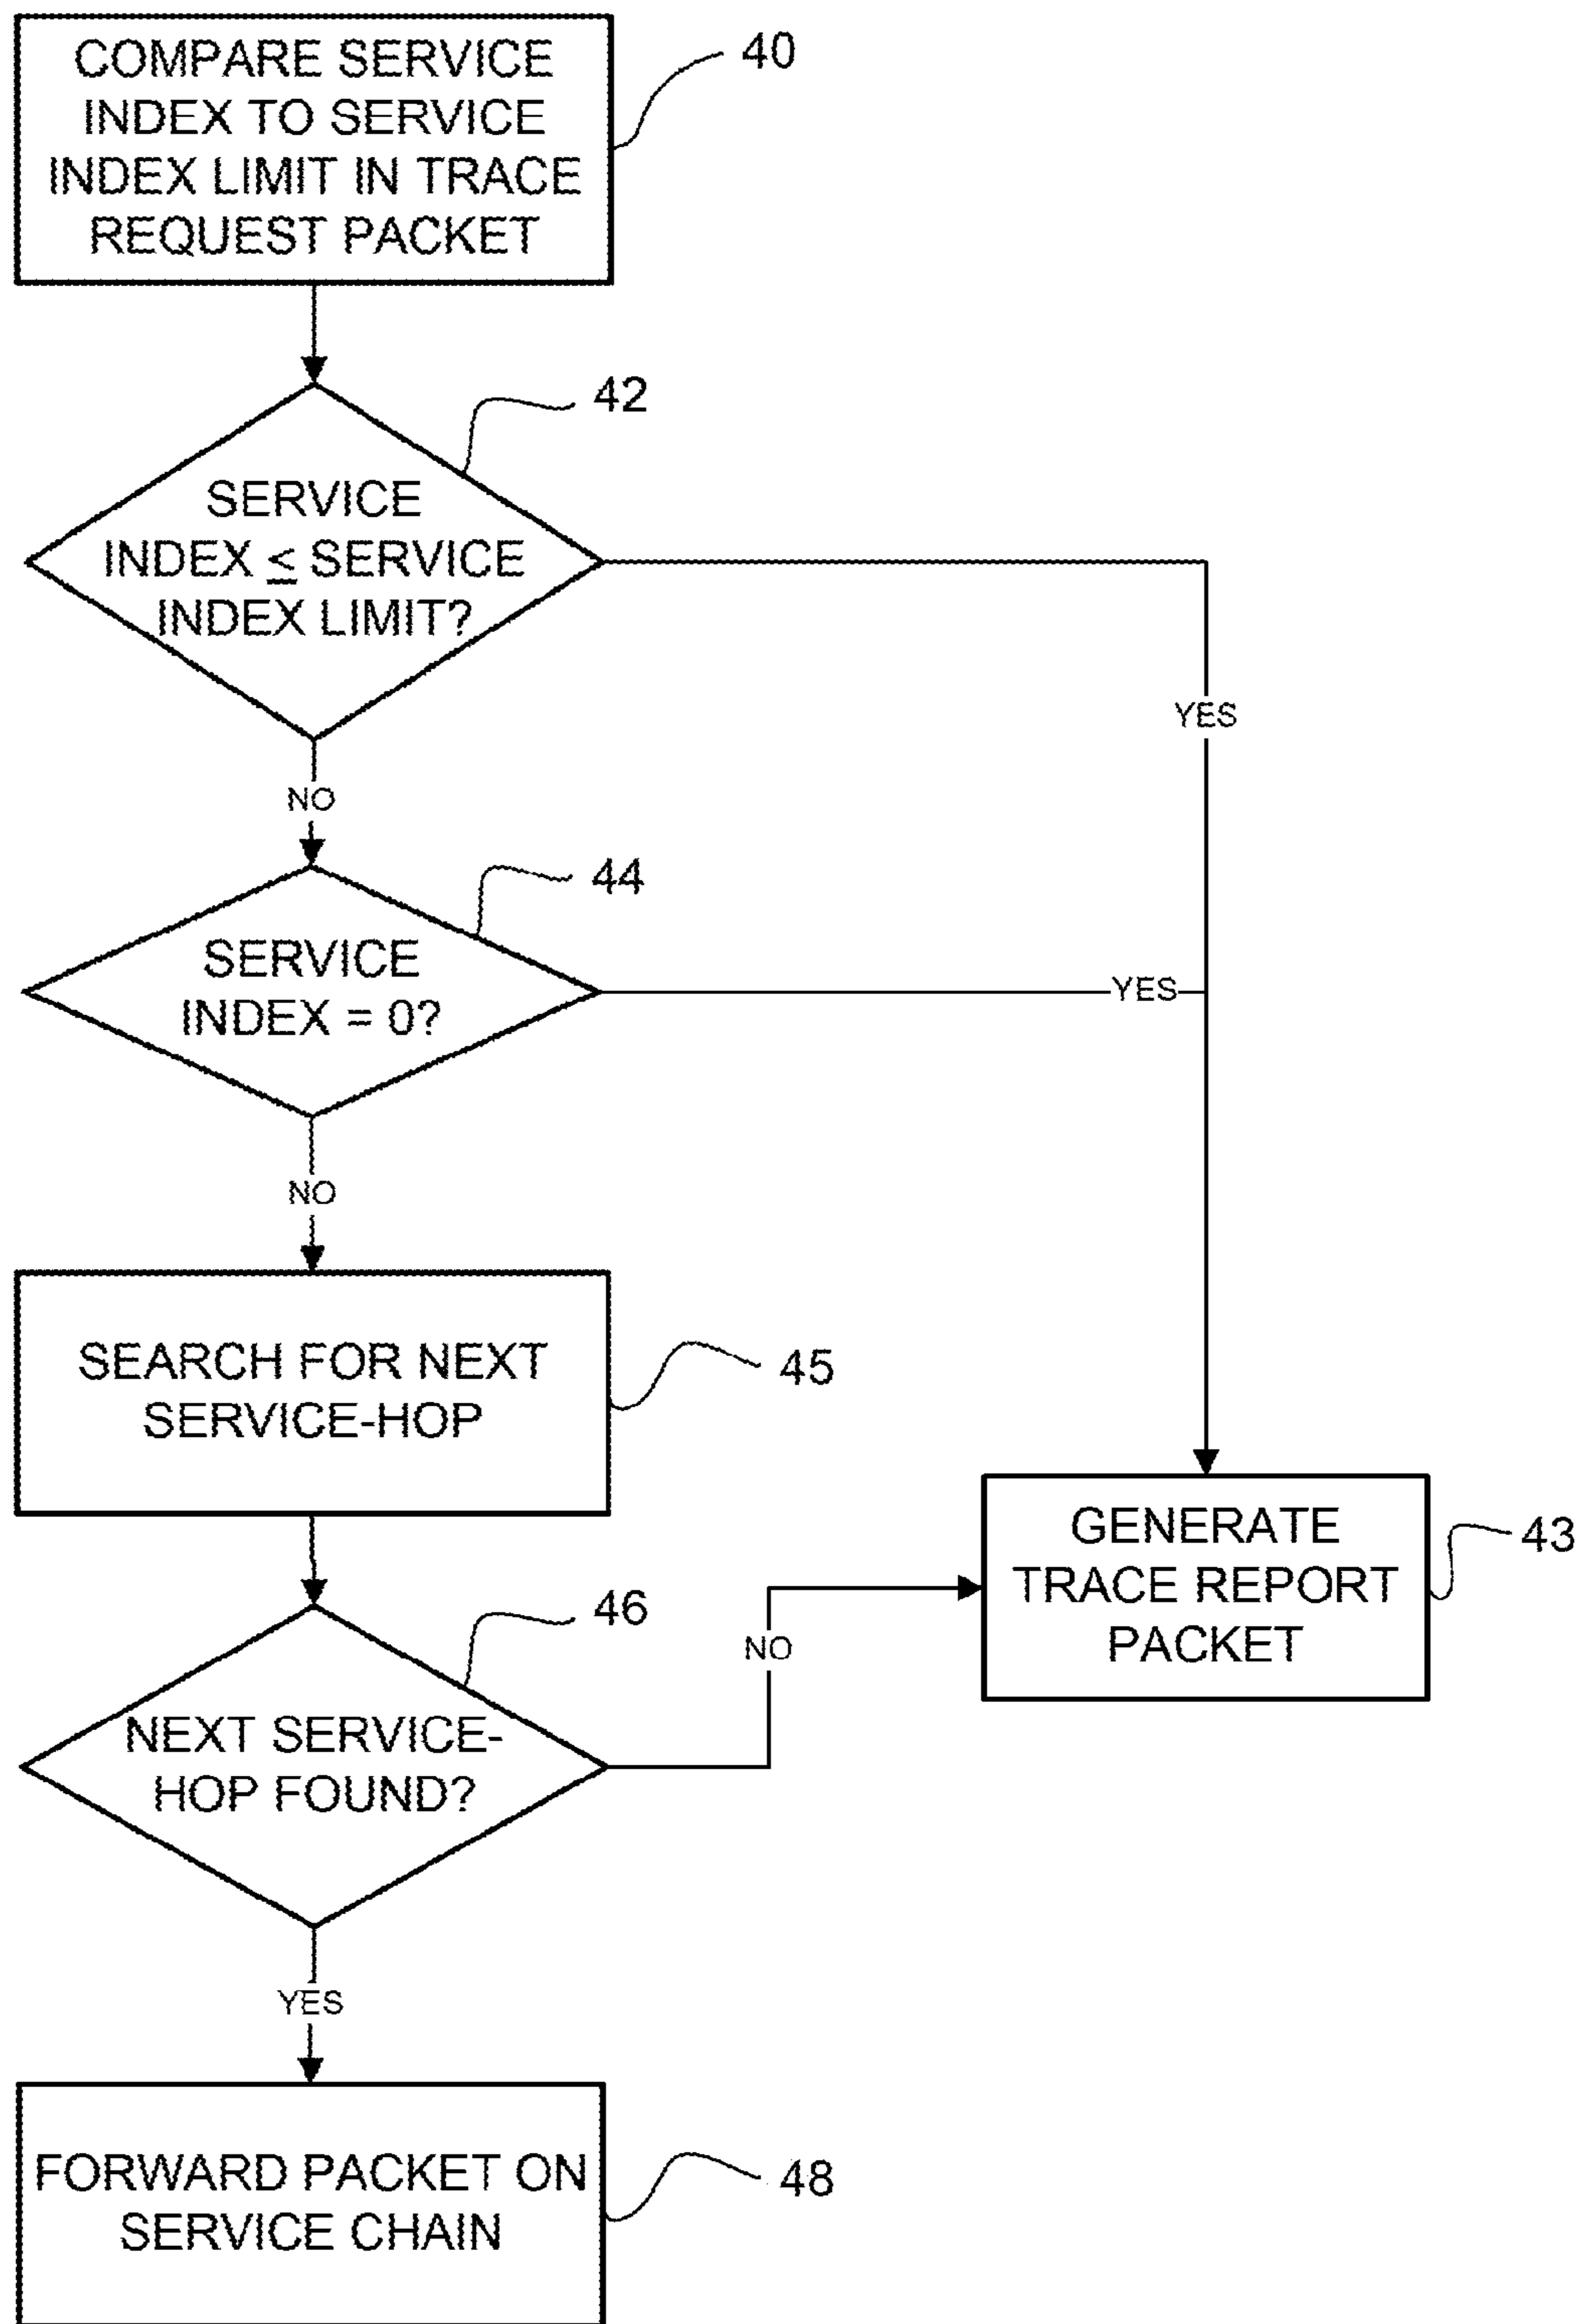 COMPARE SERVICE
INDEX TO SERVICE
INDEX LIMIT IN TRACE
REQUEST PACKET
40
42
SERVICE
INDEX ≤ SERVICE
INDEX LIMIT?
YES
NO
44
SERVICE
INDEX = 0?
YES
NO
SEARCH FOR NEXT
SERVICE-HOP
45
GENERATE
TRACE REPORT
PACKET
43
46
NO
NEXT SERVICE-
HOP FOUND?
YES
FORWARD PACKET ON
SERVICE CHAIN
48